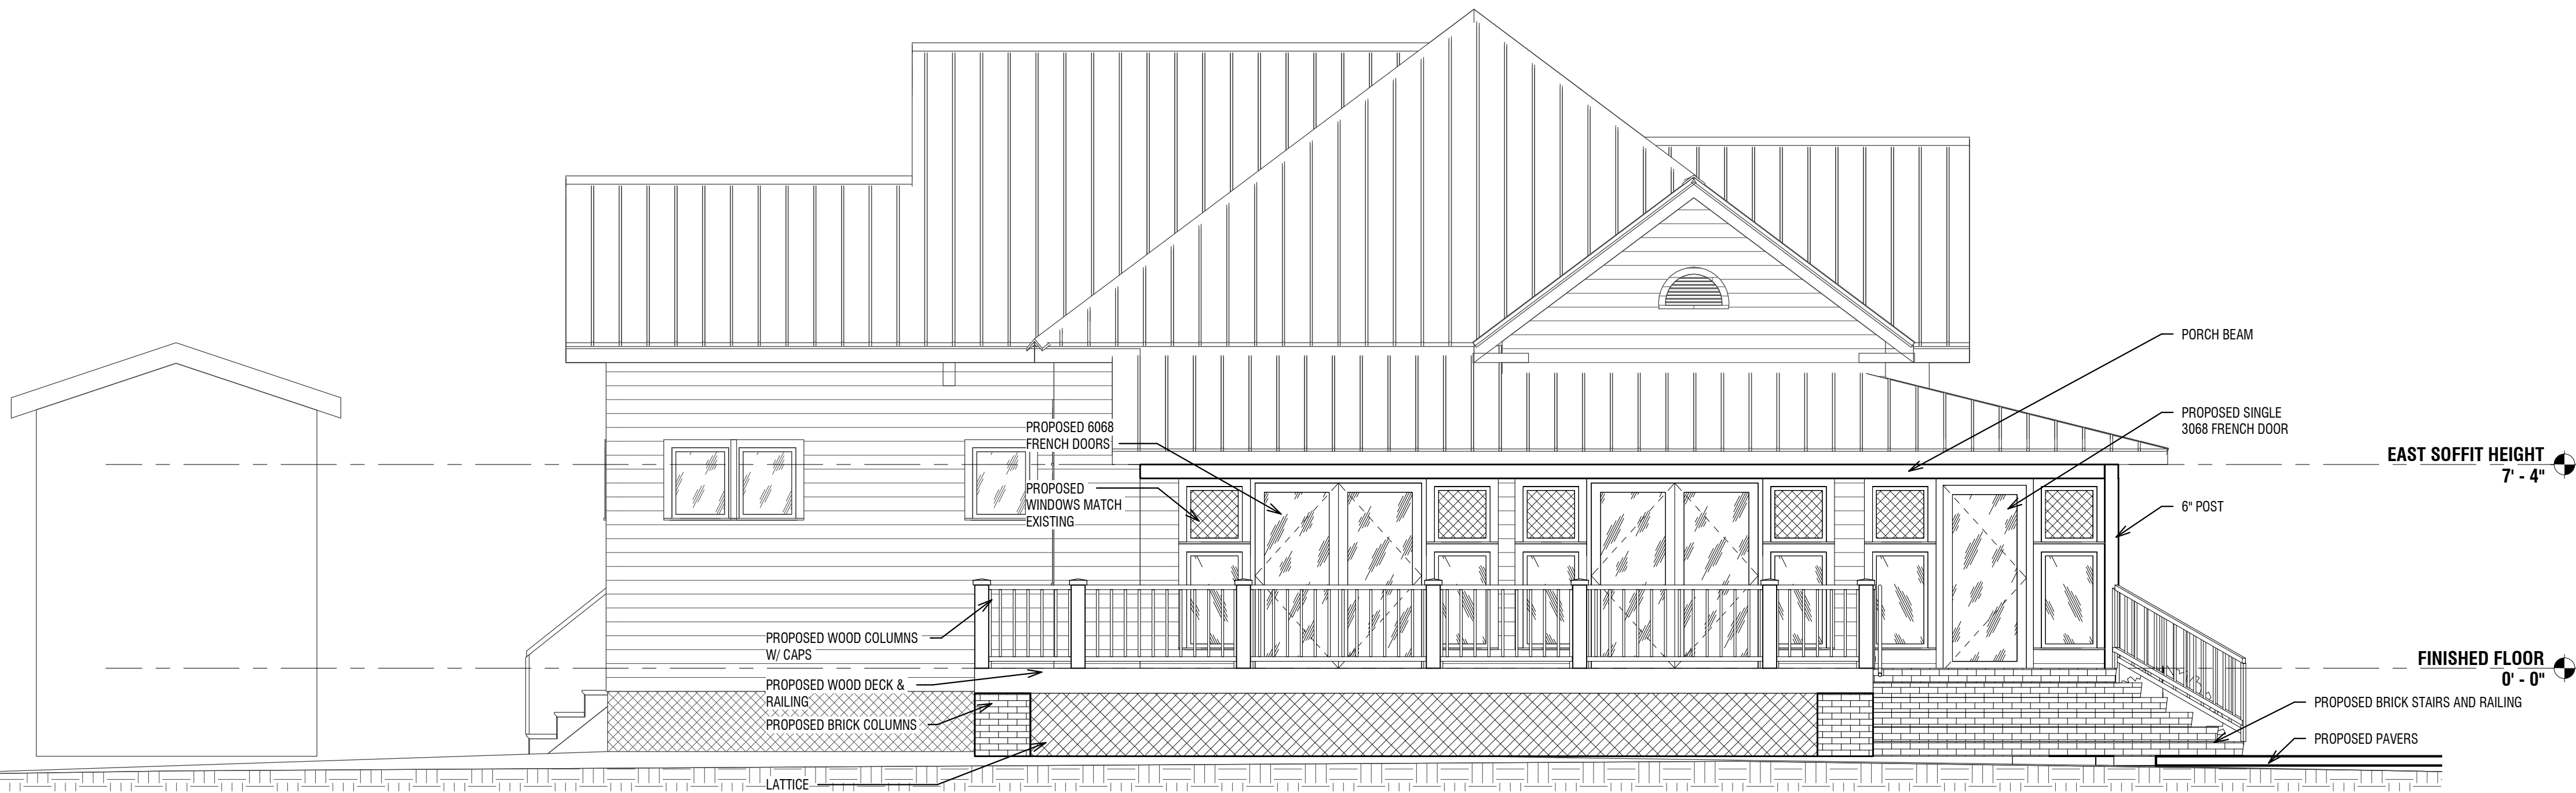 PORCH BEAM
PROPOSED SINGLE
3068 FRENCH DOOR
PROPOSED 6068
FRENCH DOORS
EAST SOFFIT HEIGHT
7' - 4"
PROPOSED
WINDOWS MATCH
EXISTING
6" POST
PROPOSED WOOD COLUMNS
W/ CAPS
FINISHED FLOOR
0' - 0"
PROPOSED WOOD DECK &
RAILING
PROPOSED BRICK STAIRS AND RAILING
PROPOSED BRICK COLUMNS
PROPOSED PAVERS
LATTICE